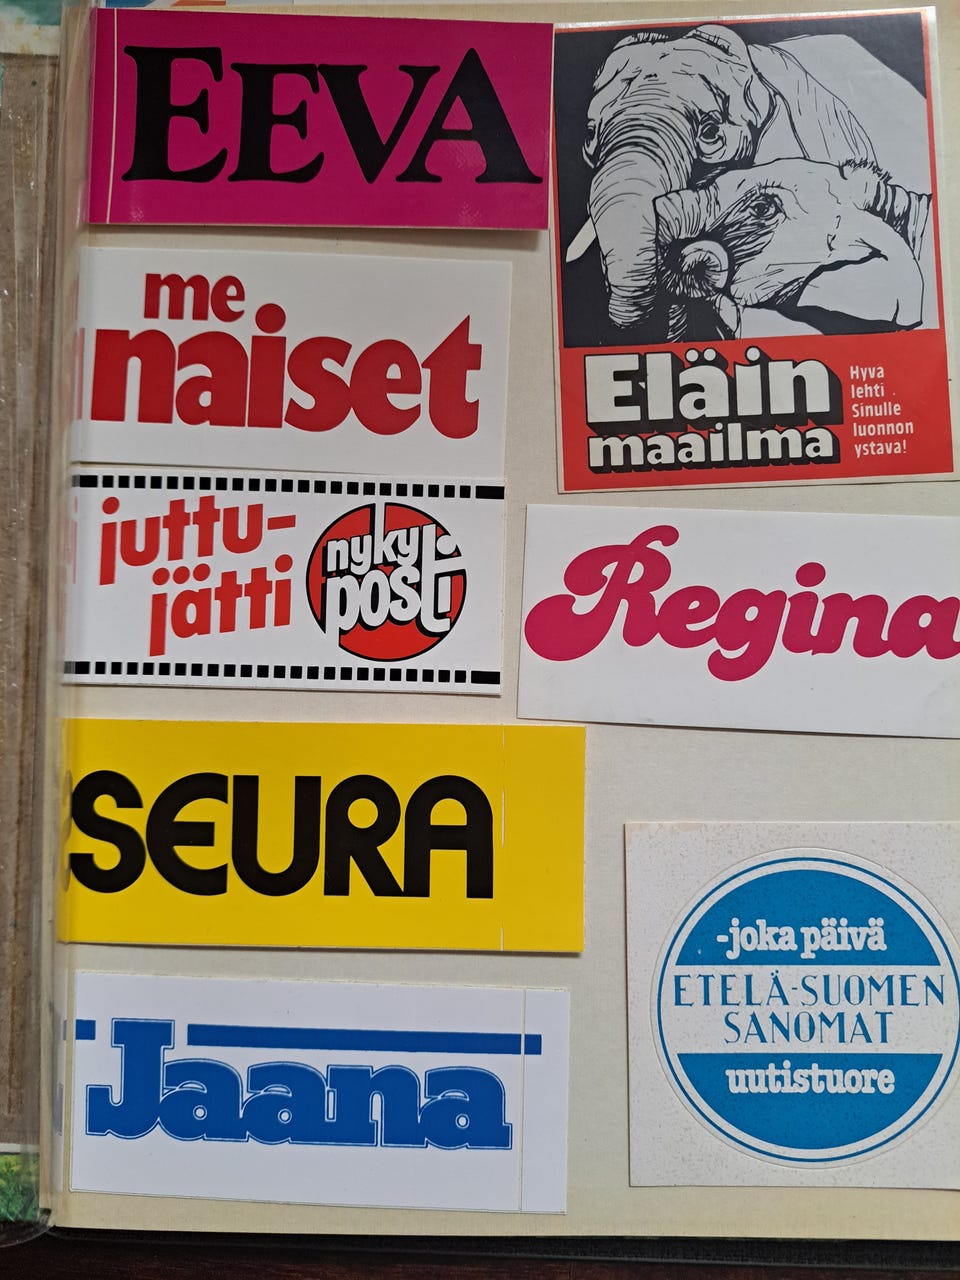 EEVA
me
naiset
juttu-
jätti
nyky
posti
SEURA
Jaana
Eläin
maailma
Hyva
lehti
Sinulle
luonnon
ystava!
Regina
-joka päivä
ETELÄ-SUOMEN
SANOMAT
uutistuore